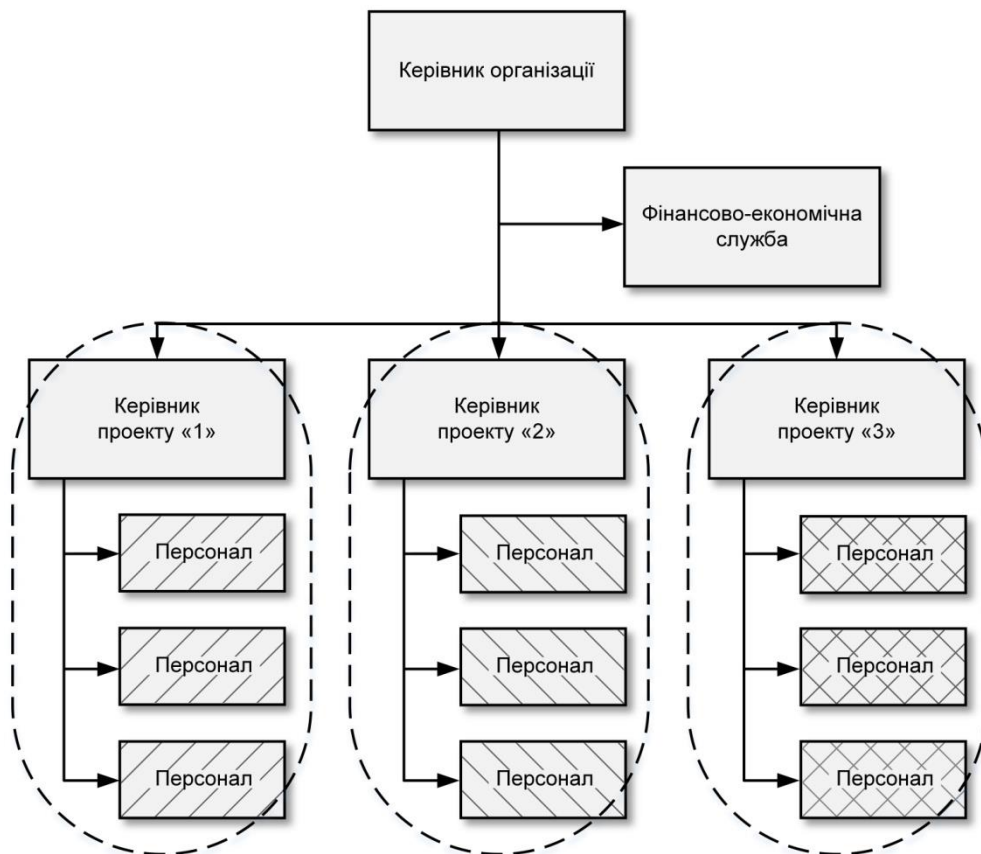 Керівник організації
Фінансово-економічна
служба
Керівник
проекту «1»
Керівник
проекту «2»
Керівник
проекту «3»
Персонал
Персонал
Персонал
Персонал
Персонал
Персонал
Персонал
Персонал
Персонал